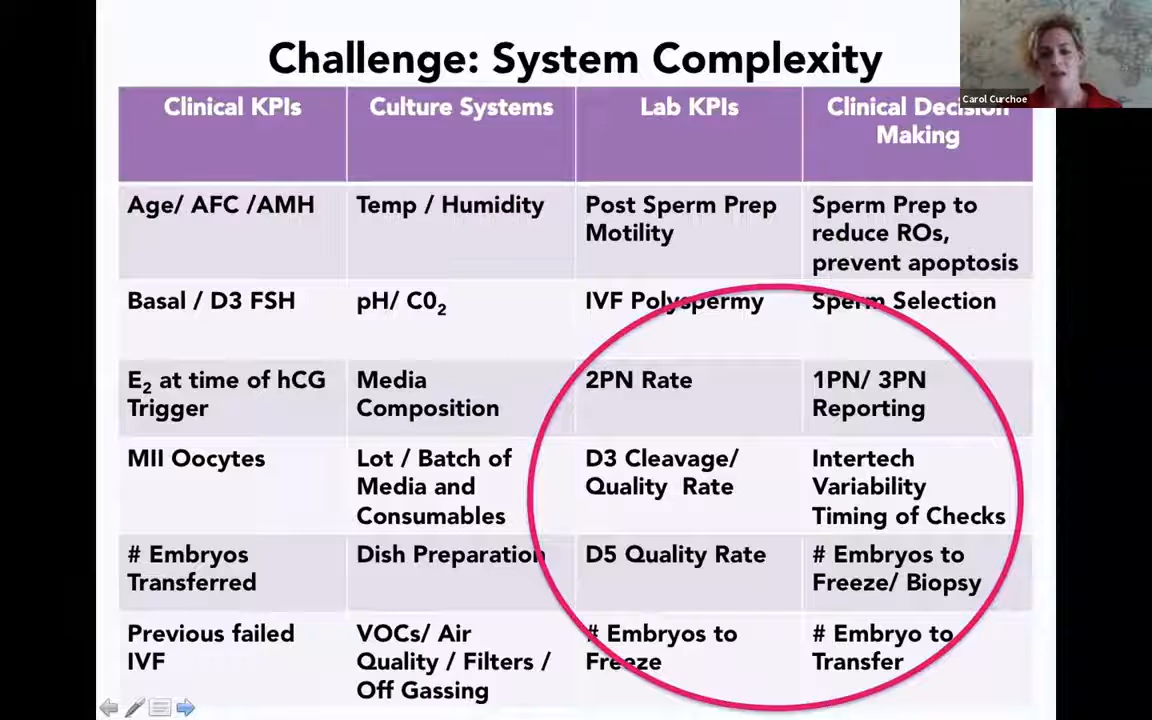 Challenge: System Complexity
Carol Curchoe
Clinical KPIs
Culture Systems
Lab KPIs
Clinical Decision
Making
Age/ AFC /AMH
Temp / Humidity
Post Sperm Prep
Motility
Sperm Prep to
reduce ROs,
prevent apoptosis
Basal / D3 FSH
pH/ C0₂
IVF Polyspermy
Sperm Selection
E₂ at time of hCG
Trigger
Media
Composition
2PN Rate
1PN/ 3PN
Reporting
MII Oocytes
Lot / Batch of
Media and
Consumables
D3 Cleavage/
Quality Rate
Intertech
Variability
Timing of Checks
# Embryos
Transferred
Dish Preparation
D5 Quality Rate
# Embryos to
Freeze/ Biopsy
Previous failed
IVF
VOCs/ Air
Quality / Filters /
Off Gassing
# Embryos to
Freeze
# Embryo to
Transfer